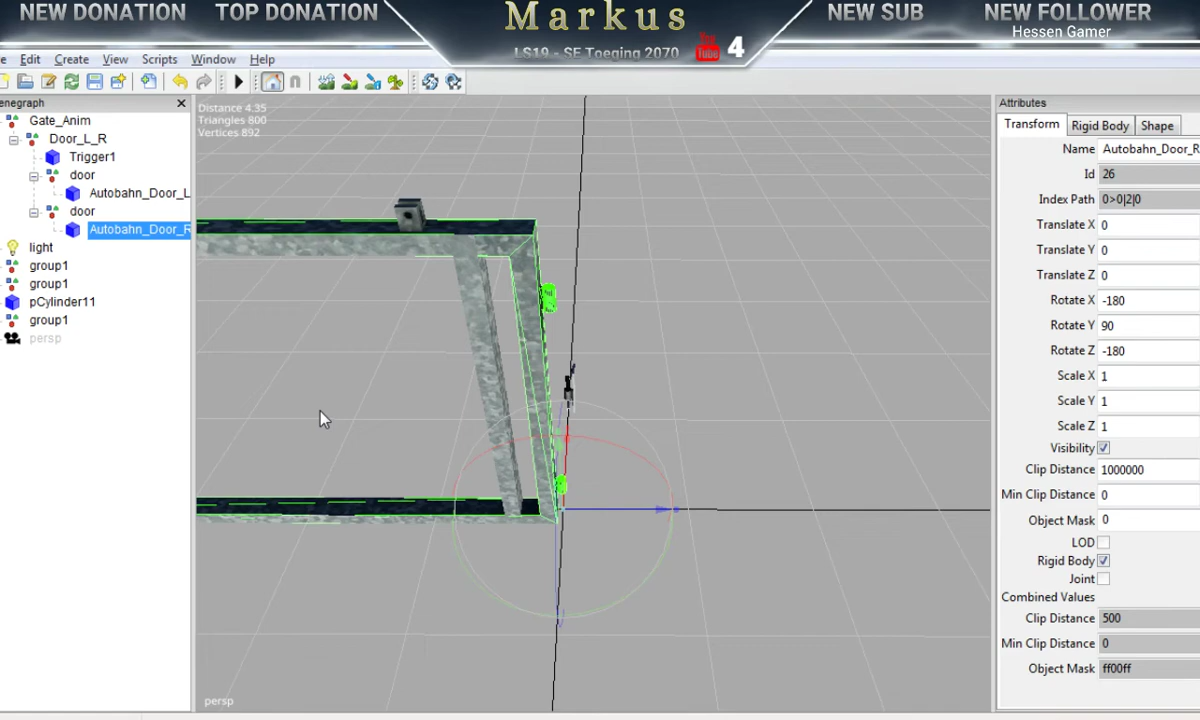 NEW DONATION
TOP DONATION
Markus
NEW SUB
NEW FOLLOWER
Hessen Gamer
LS19 - SE Toeging 2070
You Tube
4
e Edit Create View Scripts Window Help
enegraph
Gate_Anim
Door_L_R
Trigger1
door
Autobahn_Door_L
door
Autobahn_Door_R
light
group1
group1
pCylinder11
group1
persp
Distance 4.35
Triangles 800
Vertices 892
persp
Attributes
Transform Rigid Body Shape
Name Autobahn_Door_R
Id 26
Index Path 0>0|2|0
Translate X 0
Translate Y 0
Translate Z 0
Rotate X -180
Rotate Y 90
Rotate Z -180
Scale X 1
Scale Y 1
Scale Z 1
Visibility
Clip Distance 1000000
Min Clip Distance 0
Object Mask 0
LOD
Rigid Body
Joint
Combined Values
Clip Distance 500
Min Clip Distance 0
Object Mask ff00ff